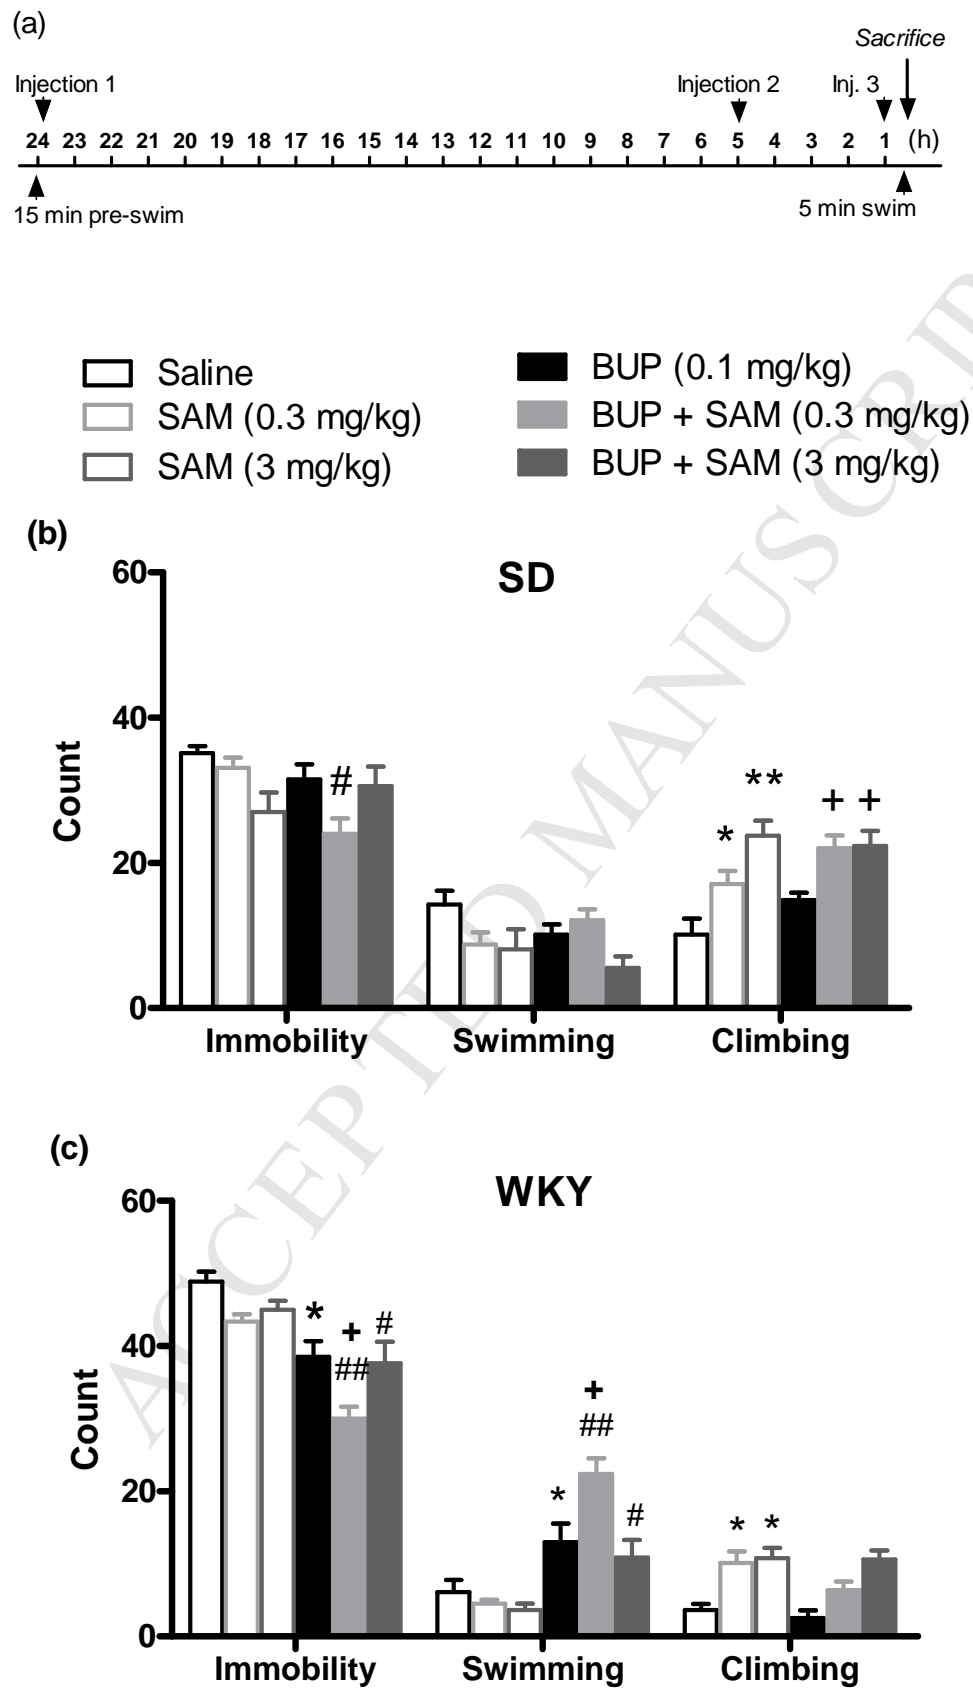 (a)
Sacrifice
Injection 1 Injection 2 Inj. 3
24 23 22 21 20 19 18 17 16 15 14 13 12 11 10 9 8 7 6 5 4 3 2 1 (h)
15 min pre-swim 5 min swim
Saline BUP (0.1 mg/kg)
SAM (0.3 mg/kg) BUP + SAM (0.3 mg/kg)
SAM (3 mg/kg) BUP + SAM (3 mg/kg)
(b)
SD
60
40
20
0
Count
#
*
**
+ +
Immobility Swimming Climbing
(c)
WKY
60
40
20
0
Count
*
+
##
#
*
+
##
#
* *
Immobility Swimming Climbing
ACCEPTED MANUSCRIP